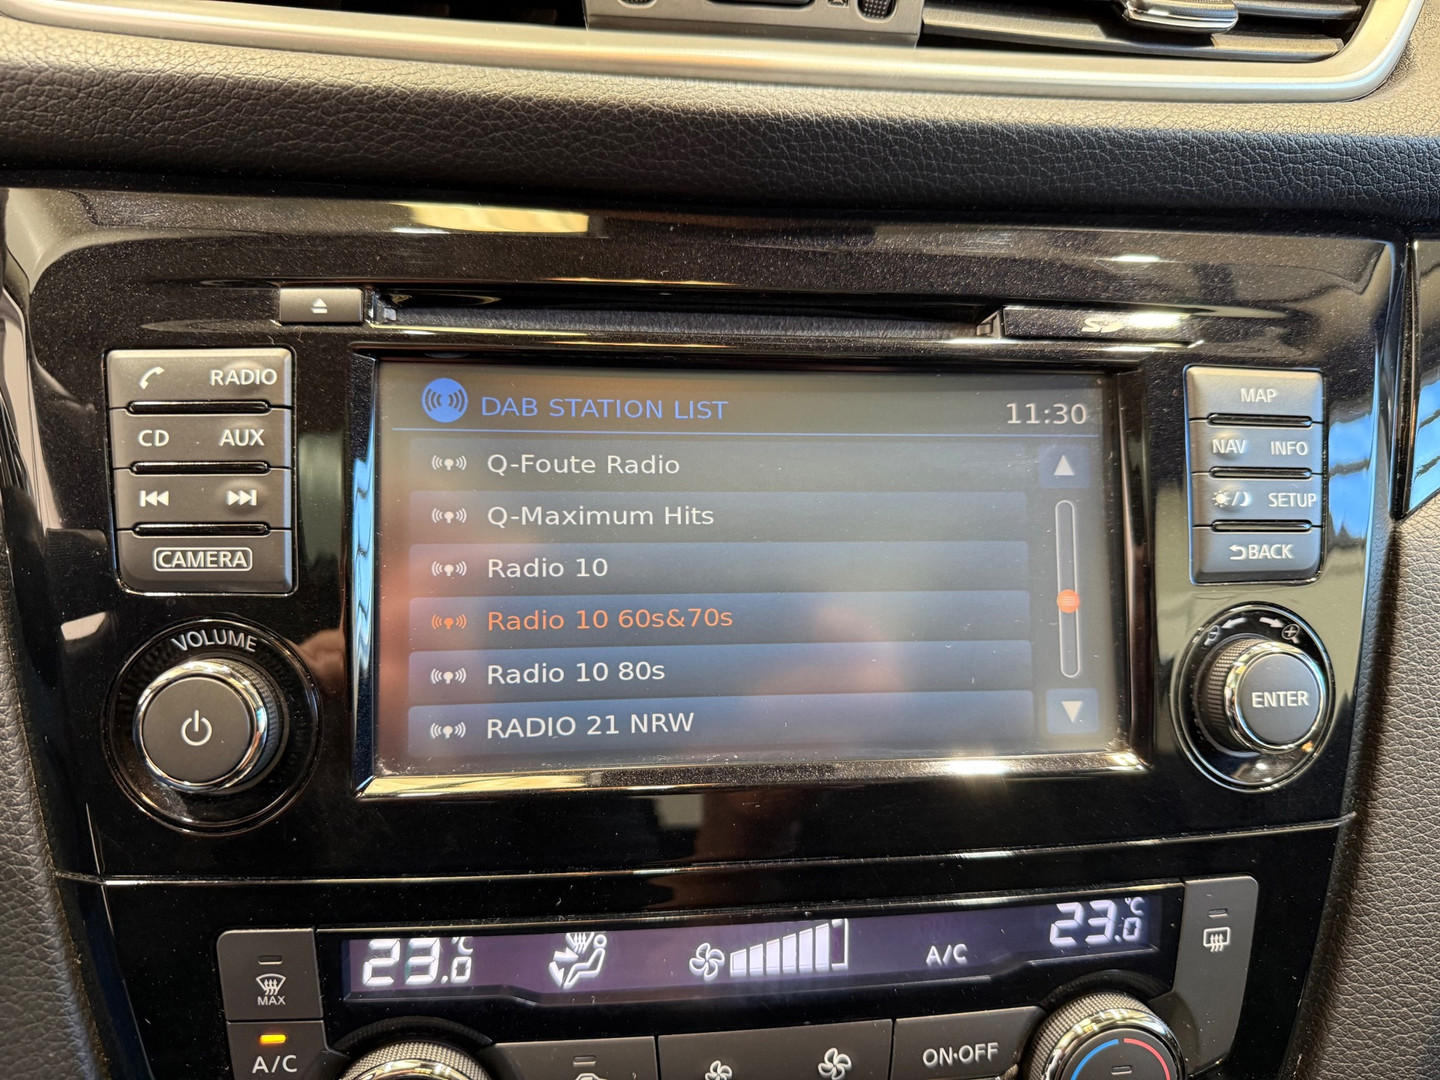 RADIO
CD AUX
CAMERA
VOLUME
DAB STATION LIST 11:30
Q-Foute Radio
Q-Maximum Hits
Radio 10
Radio 10 60s&70s
Radio 10 80s
RADIO 21 NRW
MAP
NAV INFO
SETUP
BACK
ENTER
23.0°C A/C 23.0°C
MAX
A/C
ON·OFF